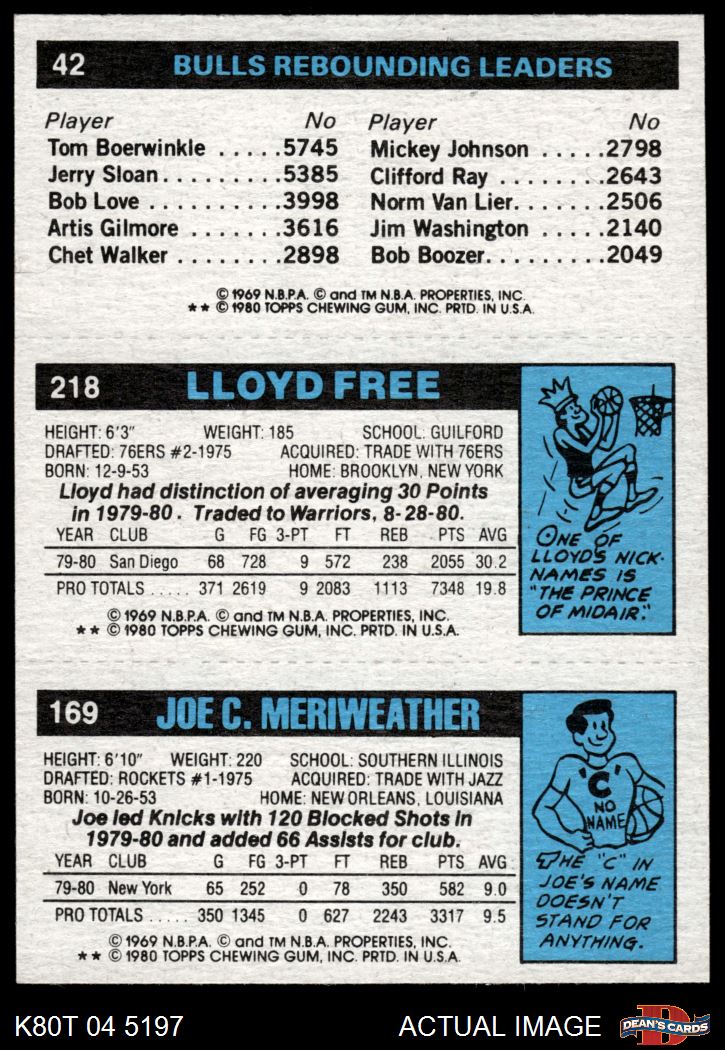 42 BULLS REBOUNDING LEADERS
Player No Player No
Tom Boerwinkle .....5745 Mickey Johnson .....2798
Jerry Sloan.........5385 Clifford Ray ........2643
Bob Love .........3998 Norm Van Lier.......2506
Artis Gilmore .......3616 Jim Washington .....2140
Chet Walker ........2898 Bob Boozer.........2049
© 1969 N.B.P.A. © and TM N.B.A. PROPERTIES, INC.
** © 1980 TOPPS CHEWING GUM, INC. PRTD. IN U.S.A.
218 LLOYD FREE
HEIGHT: 6'3" WEIGHT: 185 SCHOOL: GUILFORD
DRAFTED: 76ERS #2-1975 ACQUIRED: TRADE WITH 76ERS
BORN: 12-9-53 HOME: BROOKLYN, NEW YORK
Lloyd had distinction of averaging 30 Points
in 1979-80. Traded to Warriors, 8-28-80.
YEAR CLUB G FG 3-PT FT REB PTS AVG
79-80 San Diego 68 728 9 572 238 2055 30.2
PRO TOTALS ..... 371 2619 9 2083 1113 7348 19.8
© 1969 N.B.P.A. © and TM N.B.A. PROPERTIES, INC.
** © 1980 TOPPS CHEWING GUM, INC. PRTD. IN U.S.A.
ONE OF
LLOYD'S NICK-
NAMES IS
"THE PRINCE
OF MIDAIR."
169 JOE C. MERIWEATHER
HEIGHT: 6'10" WEIGHT: 220 SCHOOL: SOUTHERN ILLINOIS
DRAFTED: ROCKETS #1-1975 ACQUIRED: TRADE WITH JAZZ
BORN: 10-26-53 HOME: NEW ORLEANS, LOUISIANA
Joe led Knicks with 120 Blocked Shots in
1979-80 and added 66 Assists for club.
YEAR CLUB G FG 3-PT FT REB PTS AVG
79-80 New York 65 252 0 78 350 582 9.0
PRO TOTALS ..... 350 1345 0 627 2243 3317 9.5
© 1969 N.B.P.A. © and TM N.B.A. PROPERTIES, INC.
** © 1980 TOPPS CHEWING GUM, INC. PRTD. IN U.S.A.
'C'
NO
NAME
THE "C" IN
JOE'S NAME
DOESN'T
STAND FOR
ANYTHING.
K80T 04 5197 ACTUAL IMAGE D DEAN'S CARDS